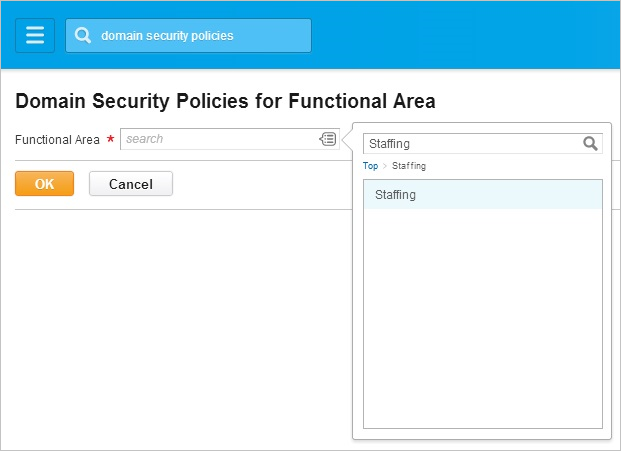 domain security policies
Domain Security Policies for Functional Area
Functional Area * search
Staffing
Top > Staffing
Staffing
OK Cancel